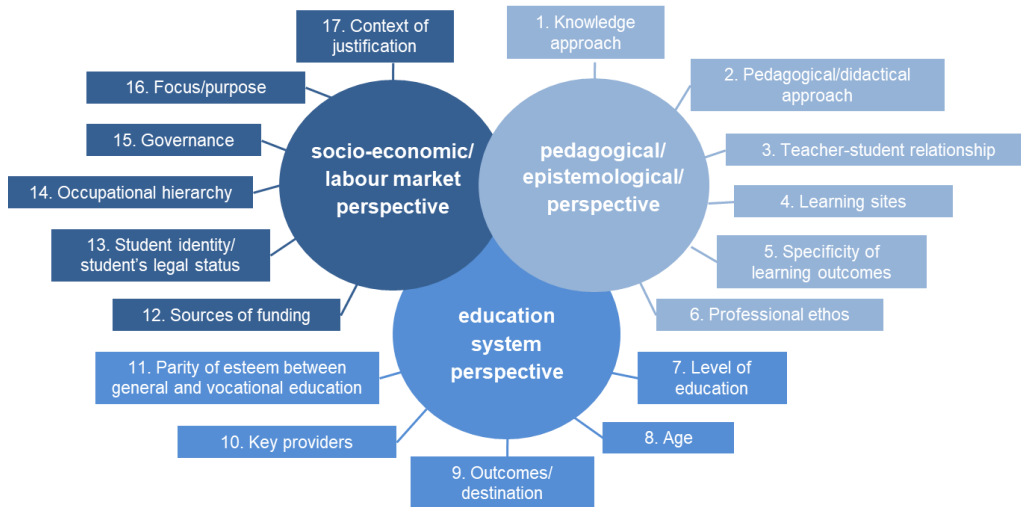 17. Context of
justification
1. Knowledge
approach
16. Focus/purpose
2. Pedagogical/didactical
approach
15. Governance
3. Teacher-student relationship
14. Occupational hierarchy
4. Learning sites
13. Student identity/
student's legal status
5. Specificity of
learning outcomes
12. Sources of funding
6. Professional ethos
socio-economic/
labour market
perspective
pedagogical/
epistemological/
perspective
education
system
perspective
11. Parity of esteem between
general and vocational education
7. Level of
education
10. Key providers
8. Age
9. Outcomes/
destination